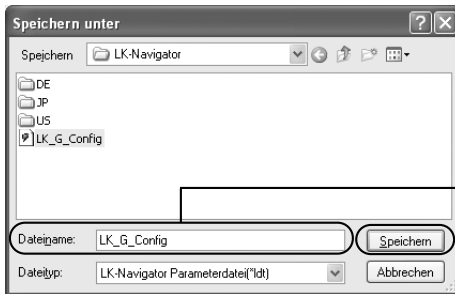 Speichern unter
Speichern
LK-Navigator
DE
JP
US
LK_G_Config
Dateiname:
LK_G_Config
Speichern
Dateityp:
LK-Navigator Parameterdatei(*ldt)
Abbrechen